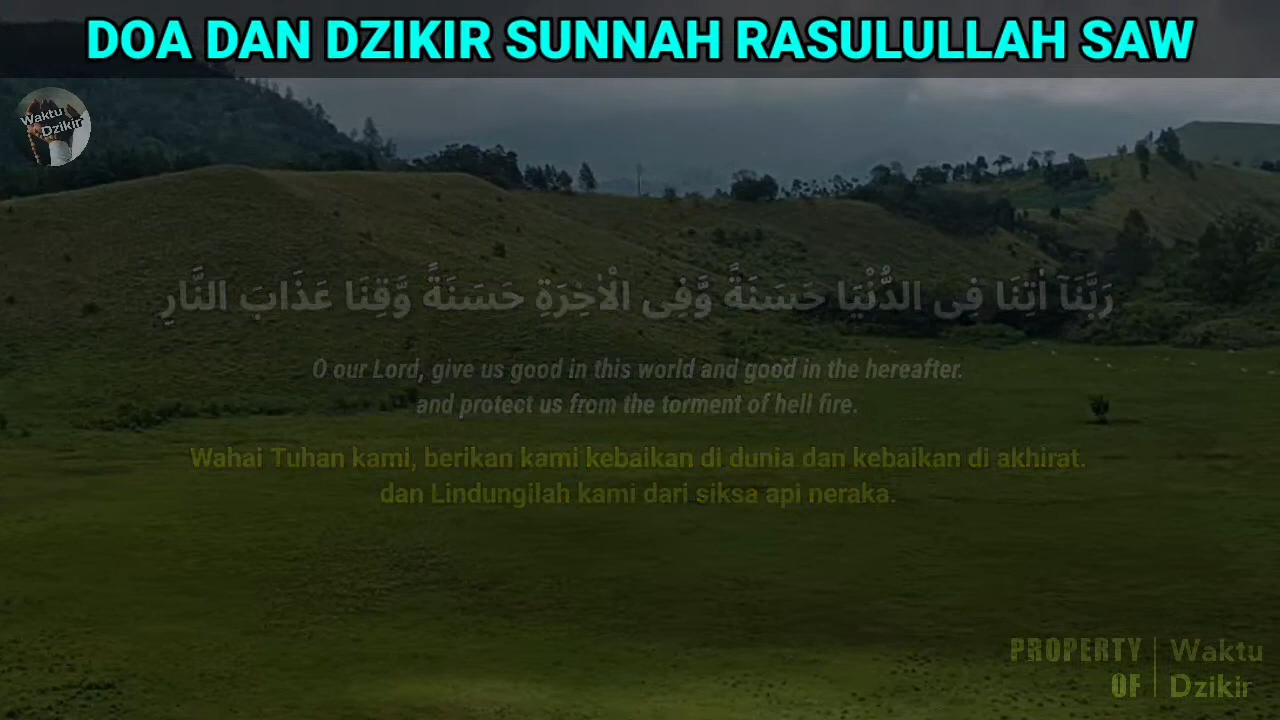 DOA DAN DZIKIR SUNNAH RASULULLAH SAW
Waktu
Dzikir
رَبَّنَآ اٰتِنَا فِى الدُّنْيَا حَسَنَةً وَّفِى الْاٰخِرَةِ حَسَنَةً وَّقِنَا عَذَابَ النَّارِ
O our Lord, give us good in this world and good in the hereafter.
and protect us from the torment of hell fire.
Wahai Tuhan kami, berikan kami kebaikan di dunia dan kebaikan di akhirat.
dan Lindungilah kami dari siksa api neraka.
PROPERTY OF
Waktu Dzikir